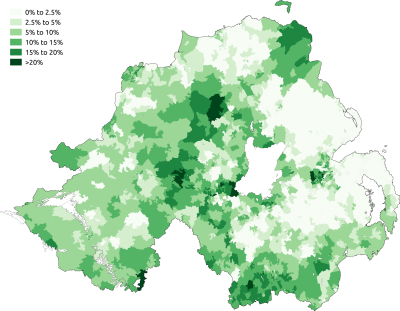 0% to 2.5%
2.5% to 5%
5% to 10%
10% to 15%
15% to 20%
>20%